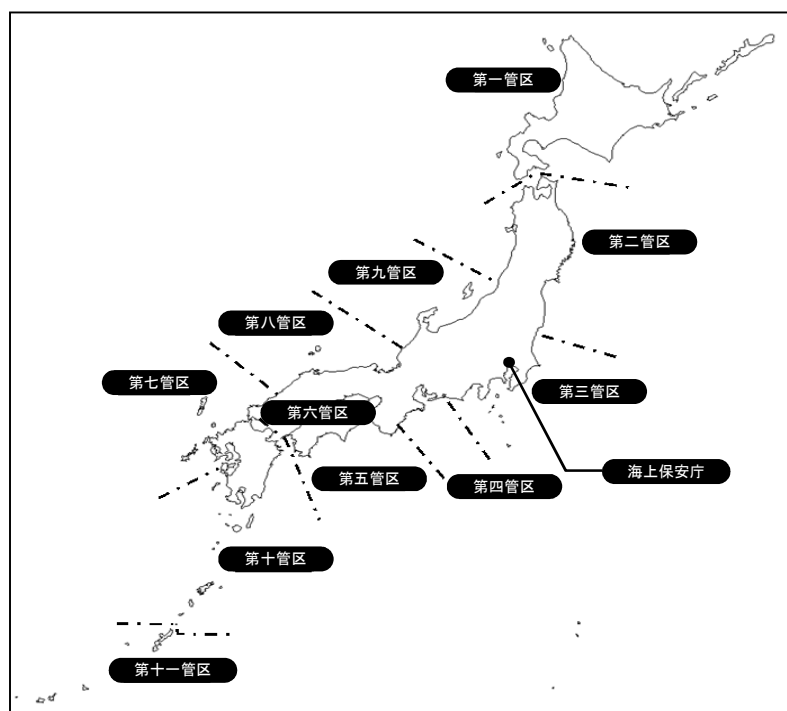 第一管区
第二管区
第九管区
第八管区
第七管区
第三管区
第六管区
海上保安庁
第五管区
第四管区
第十管区
第十一管区